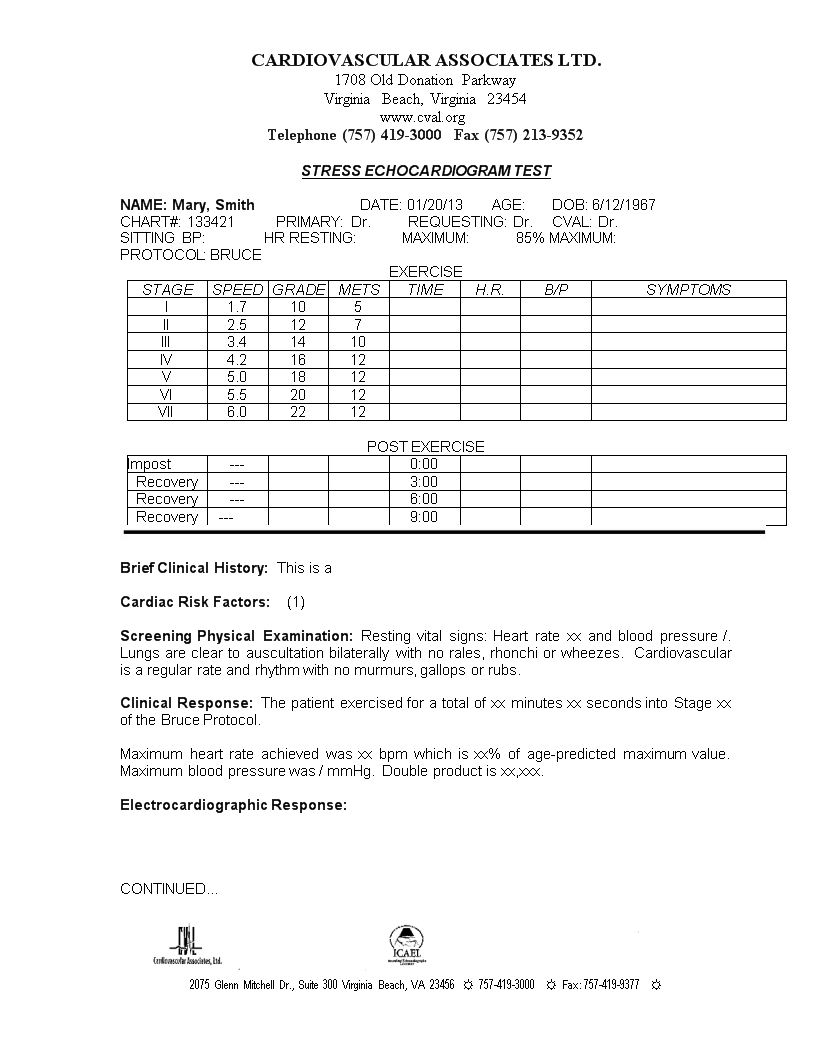 CARDIOVASCULAR ASSOCIATES LTD.
1708 Old Donation Parkway
Virginia Beach, Virginia 23454
www.cval.org
Telephone (757) 419-3000 Fax (757) 213-9352
STRESS ECHOCARDIOGRAM TEST
NAME: Mary, Smith DATE: 01/20/13 AGE: DOB: 6/12/1967
CHART#: 133421 PRIMARY: Dr. REQUESTING: Dr. CVAL: Dr.
SITTING BP: HR RESTING: MAXIMUM: 85% MAXIMUM:
PROTOCOL: BRUCE
EXERCISE
STAGE SPEED GRADE METS TIME H.R. B/P SYMPTOMS
I 1.7 10 5
II 2.5 12 7
III 3.4 14 10
IV 4.2 16 12
V 5.0 18 12
VI 5.5 20 12
VII 6.0 22 12
POST EXERCISE
Impost --- 0:00
Recovery --- 3:00
Recovery --- 6:00
Recovery --- 9:00
Brief Clinical History: This is a
Cardiac Risk Factors: (1)
Screening Physical Examination: Resting vital signs: Heart rate xx and blood pressure /.
Lungs are clear to auscultation bilaterally with no rales, rhonchi or wheezes. Cardiovascular
is a regular rate and rhythm with no murmurs, gallops or rubs.
Clinical Response: The patient exercised for a total of xx minutes xx seconds into Stage xx
of the Bruce Protocol.
Maximum heart rate achieved was xx bpm which is xx% of age-predicted maximum value.
Maximum blood pressure was / mmHg. Double product is xx,xxx.
Electrocardiographic Response:
CONTINUED...
Cardiovascular Associates, Ltd.
ICAEL
2075 Glenn Mitchell Dr., Suite 300 Virginia Beach, VA 23456 ☼ 757-419-3000 ☼ Fax: 757-419-9377 ☼